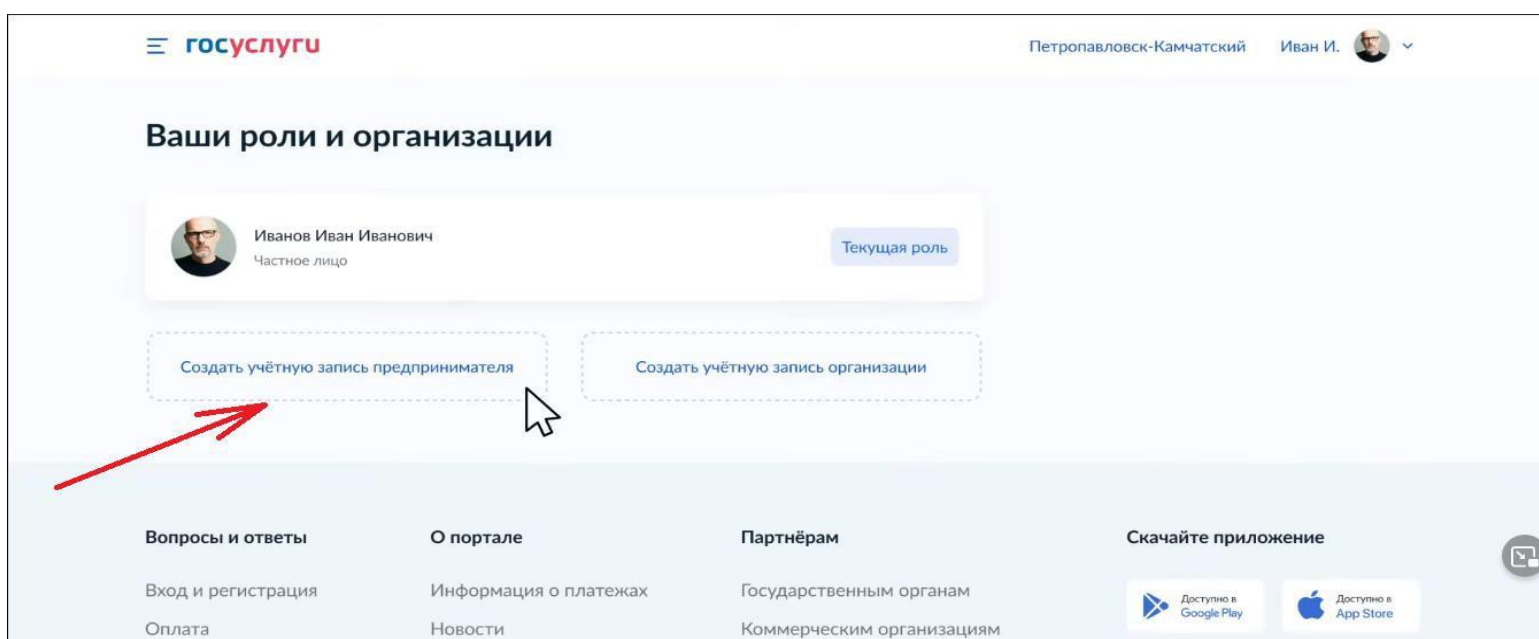 госуслуги
Петропавловск-Камчатский Иван И.
Ваши роли и организации
Иванов Иван Иванович
Частное лицо
Текущая роль
Создать учётную запись предпринимателя
Создать учётную запись организации
Вопросы и ответы
О портале
Партнёрам
Скачайте приложение
Вход и регистрация
Информация о платежах
Государственным органам
Доступно в
Google Play
Доступно в
App Store
Оплата
Новости
Коммерческим организациям